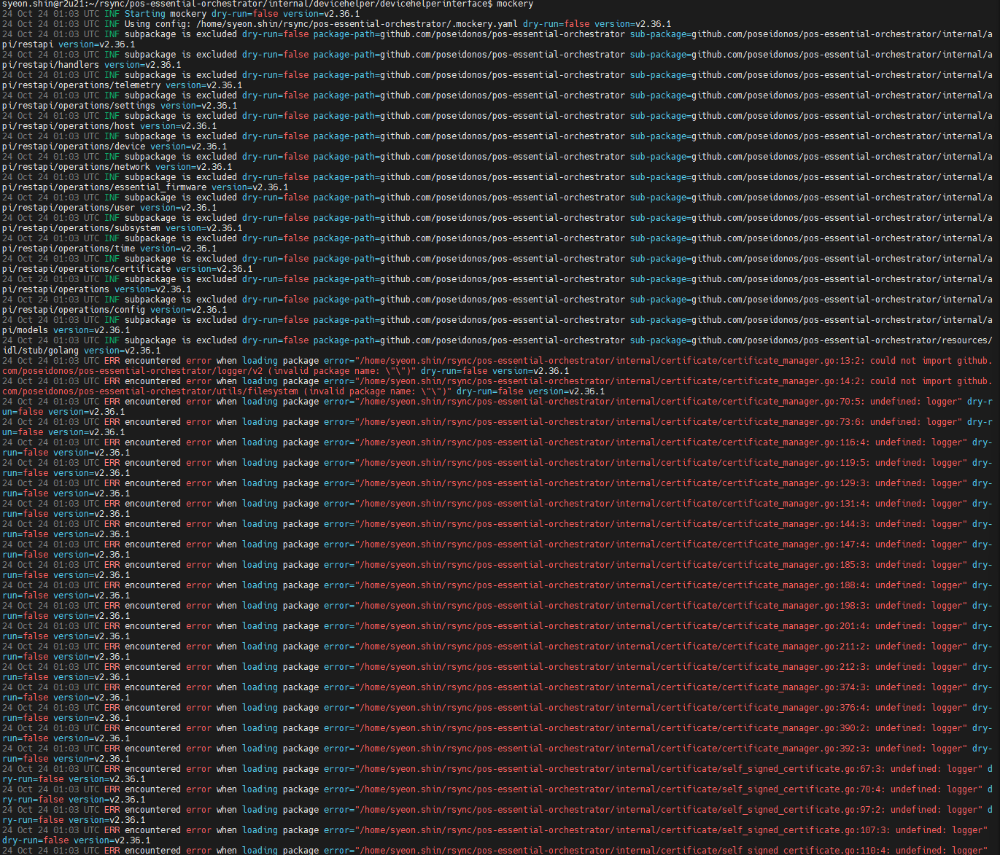 syeon.shin@r2u21:~/rsync/pos-essential-orchestrator/internal/devicehelper/devicehelperinterface$ mockery
24 Oct 24 01:03 UTC INF Starting mockery dry-run=false version=v2.36.1
24 Oct 24 01:03 UTC INF Using config: /home/syeon.shin/rsync/pos-essential-orchestrator/.mockery.yaml dry-run=false version=v2.36.1
24 Oct 24 01:03 UTC INF subpackage is excluded dry-run=false package-path=github.com/poseidonos/pos-essential-orchestrator sub-package=github.com/poseidonos/pos-essential-orchestrator/internal/a
pi/restapi version=v2.36.1
24 Oct 24 01:03 UTC INF subpackage is excluded dry-run=false package-path=github.com/poseidonos/pos-essential-orchestrator sub-package=github.com/poseidonos/pos-essential-orchestrator/internal/a
pi/restapi/handlers version=v2.36.1
24 Oct 24 01:03 UTC INF subpackage is excluded dry-run=false package-path=github.com/poseidonos/pos-essential-orchestrator sub-package=github.com/poseidonos/pos-essential-orchestrator/internal/a
pi/restapi/operations/telemetry version=v2.36.1
24 Oct 24 01:03 UTC INF subpackage is excluded dry-run=false package-path=github.com/poseidonos/pos-essential-orchestrator sub-package=github.com/poseidonos/pos-essential-orchestrator/internal/a
pi/restapi/operations/settings version=v2.36.1
24 Oct 24 01:03 UTC INF subpackage is excluded dry-run=false package-path=github.com/poseidonos/pos-essential-orchestrator sub-package=github.com/poseidonos/pos-essential-orchestrator/internal/a
pi/restapi/operations/host version=v2.36.1
24 Oct 24 01:03 UTC INF subpackage is excluded dry-run=false package-path=github.com/poseidonos/pos-essential-orchestrator sub-package=github.com/poseidonos/pos-essential-orchestrator/internal/a
pi/restapi/operations/device version=v2.36.1
24 Oct 24 01:03 UTC INF subpackage is excluded dry-run=false package-path=github.com/poseidonos/pos-essential-orchestrator sub-package=github.com/poseidonos/pos-essential-orchestrator/internal/a
pi/restapi/operations/network version=v2.36.1
24 Oct 24 01:03 UTC INF subpackage is excluded dry-run=false package-path=github.com/poseidonos/pos-essential-orchestrator sub-package=github.com/poseidonos/pos-essential-orchestrator/internal/a
pi/restapi/operations/essential_firmware version=v2.36.1
24 Oct 24 01:03 UTC INF subpackage is excluded dry-run=false package-path=github.com/poseidonos/pos-essential-orchestrator sub-package=github.com/poseidonos/pos-essential-orchestrator/internal/a
pi/restapi/operations/user version=v2.36.1
24 Oct 24 01:03 UTC INF subpackage is excluded dry-run=false package-path=github.com/poseidonos/pos-essential-orchestrator sub-package=github.com/poseidonos/pos-essential-orchestrator/internal/a
pi/restapi/operations/subsystem version=v2.36.1
24 Oct 24 01:03 UTC INF subpackage is excluded dry-run=false package-path=github.com/poseidonos/pos-essential-orchestrator sub-package=github.com/poseidonos/pos-essential-orchestrator/internal/a
pi/restapi/operations/time version=v2.36.1
24 Oct 24 01:03 UTC INF subpackage is excluded dry-run=false package-path=github.com/poseidonos/pos-essential-orchestrator sub-package=github.com/poseidonos/pos-essential-orchestrator/internal/a
pi/restapi/operations/certificate version=v2.36.1
24 Oct 24 01:03 UTC INF subpackage is excluded dry-run=false package-path=github.com/poseidonos/pos-essential-orchestrator sub-package=github.com/poseidonos/pos-essential-orchestrator/internal/a
pi/restapi/operations version=v2.36.1
24 Oct 24 01:03 UTC INF subpackage is excluded dry-run=false package-path=github.com/poseidonos/pos-essential-orchestrator sub-package=github.com/poseidonos/pos-essential-orchestrator/internal/a
pi/restapi/operations/config version=v2.36.1
24 Oct 24 01:03 UTC INF subpackage is excluded dry-run=false package-path=github.com/poseidonos/pos-essential-orchestrator sub-package=github.com/poseidonos/pos-essential-orchestrator/internal/a
pi/models version=v2.36.1
24 Oct 24 01:03 UTC INF subpackage is excluded dry-run=false package-path=github.com/poseidonos/pos-essential-orchestrator sub-package=github.com/poseidonos/pos-essential-orchestrator/resources/
idl/stub/golang version=v2.36.1
24 Oct 24 01:03 UTC ERR encountered error when loading package error="/home/syeon.shin/rsync/pos-essential-orchestrator/internal/certificate/certificate_manager.go:13:2: could not import github.
com/poseidonos/pos-essential-orchestrator/logger/v2 (invalid package name: \"\")" dry-run=false version=v2.36.1
24 Oct 24 01:03 UTC ERR encountered error when loading package error="/home/syeon.shin/rsync/pos-essential-orchestrator/internal/certificate/certificate_manager.go:14:2: could not import github.
com/poseidonos/pos-essential-orchestrator/utils/filesystem (invalid package name: \"\")" dry-run=false version=v2.36.1
24 Oct 24 01:03 UTC ERR encountered error when loading package error="/home/syeon.shin/rsync/pos-essential-orchestrator/internal/certificate/certificate_manager.go:70:5: undefined: logger" dry-r
un=false version=v2.36.1
24 Oct 24 01:03 UTC ERR encountered error when loading package error="/home/syeon.shin/rsync/pos-essential-orchestrator/internal/certificate/certificate_manager.go:73:6: undefined: logger" dry-r
un=false version=v2.36.1
24 Oct 24 01:03 UTC ERR encountered error when loading package error="/home/syeon.shin/rsync/pos-essential-orchestrator/internal/certificate/certificate_manager.go:116:4: undefined: logger" dry-
run=false version=v2.36.1
24 Oct 24 01:03 UTC ERR encountered error when loading package error="/home/syeon.shin/rsync/pos-essential-orchestrator/internal/certificate/certificate_manager.go:119:5: undefined: logger" dry-
run=false version=v2.36.1
24 Oct 24 01:03 UTC ERR encountered error when loading package error="/home/syeon.shin/rsync/pos-essential-orchestrator/internal/certificate/certificate_manager.go:129:3: undefined: logger" dry-
run=false version=v2.36.1
24 Oct 24 01:03 UTC ERR encountered error when loading package error="/home/syeon.shin/rsync/pos-essential-orchestrator/internal/certificate/certificate_manager.go:131:4: undefined: logger" dry-
run=false version=v2.36.1
24 Oct 24 01:03 UTC ERR encountered error when loading package error="/home/syeon.shin/rsync/pos-essential-orchestrator/internal/certificate/certificate_manager.go:144:3: undefined: logger" dry-
run=false version=v2.36.1
24 Oct 24 01:03 UTC ERR encountered error when loading package error="/home/syeon.shin/rsync/pos-essential-orchestrator/internal/certificate/certificate_manager.go:147:4: undefined: logger" dry-
run=false version=v2.36.1
24 Oct 24 01:03 UTC ERR encountered error when loading package error="/home/syeon.shin/rsync/pos-essential-orchestrator/internal/certificate/certificate_manager.go:185:3: undefined: logger" dry-
run=false version=v2.36.1
24 Oct 24 01:03 UTC ERR encountered error when loading package error="/home/syeon.shin/rsync/pos-essential-orchestrator/internal/certificate/certificate_manager.go:188:4: undefined: logger" dry-
run=false version=v2.36.1
24 Oct 24 01:03 UTC ERR encountered error when loading package error="/home/syeon.shin/rsync/pos-essential-orchestrator/internal/certificate/certificate_manager.go:198:3: undefined: logger" dry-
run=false version=v2.36.1
24 Oct 24 01:03 UTC ERR encountered error when loading package error="/home/syeon.shin/rsync/pos-essential-orchestrator/internal/certificate/certificate_manager.go:201:4: undefined: logger" dry-
run=false version=v2.36.1
24 Oct 24 01:03 UTC ERR encountered error when loading package error="/home/syeon.shin/rsync/pos-essential-orchestrator/internal/certificate/certificate_manager.go:211:2: undefined: logger" dry-
run=false version=v2.36.1
24 Oct 24 01:03 UTC ERR encountered error when loading package error="/home/syeon.shin/rsync/pos-essential-orchestrator/internal/certificate/certificate_manager.go:212:3: undefined: logger" dry-
run=false version=v2.36.1
24 Oct 24 01:03 UTC ERR encountered error when loading package error="/home/syeon.shin/rsync/pos-essential-orchestrator/internal/certificate/certificate_manager.go:374:3: undefined: logger" dry-
run=false version=v2.36.1
24 Oct 24 01:03 UTC ERR encountered error when loading package error="/home/syeon.shin/rsync/pos-essential-orchestrator/internal/certificate/certificate_manager.go:376:4: undefined: logger" dry-
run=false version=v2.36.1
24 Oct 24 01:03 UTC ERR encountered error when loading package error="/home/syeon.shin/rsync/pos-essential-orchestrator/internal/certificate/certificate_manager.go:390:2: undefined: logger" dry-
run=false version=v2.36.1
24 Oct 24 01:03 UTC ERR encountered error when loading package error="/home/syeon.shin/rsync/pos-essential-orchestrator/internal/certificate/certificate_manager.go:392:3: undefined: logger" dry-
run=false version=v2.36.1
24 Oct 24 01:03 UTC ERR encountered error when loading package error="/home/syeon.shin/rsync/pos-essential-orchestrator/internal/certificate/self_signed_certificate.go:67:3: undefined: logger" d
ry-run=false version=v2.36.1
24 Oct 24 01:03 UTC ERR encountered error when loading package error="/home/syeon.shin/rsync/pos-essential-orchestrator/internal/certificate/self_signed_certificate.go:70:4: undefined: logger" d
ry-run=false version=v2.36.1
24 Oct 24 01:03 UTC ERR encountered error when loading package error="/home/syeon.shin/rsync/pos-essential-orchestrator/internal/certificate/self_signed_certificate.go:97:2: undefined: logger" d
ry-run=false version=v2.36.1
24 Oct 24 01:03 UTC ERR encountered error when loading package error="/home/syeon.shin/rsync/pos-essential-orchestrator/internal/certificate/self_signed_certificate.go:107:3: undefined: logger"
dry-run=false version=v2.36.1
24 Oct 24 01:03 UTC ERR encountered error when loading package error="/home/syeon.shin/rsync/pos-essential-orchestrator/internal/certificate/self_signed_certificate.go:110:4: undefined: logger"